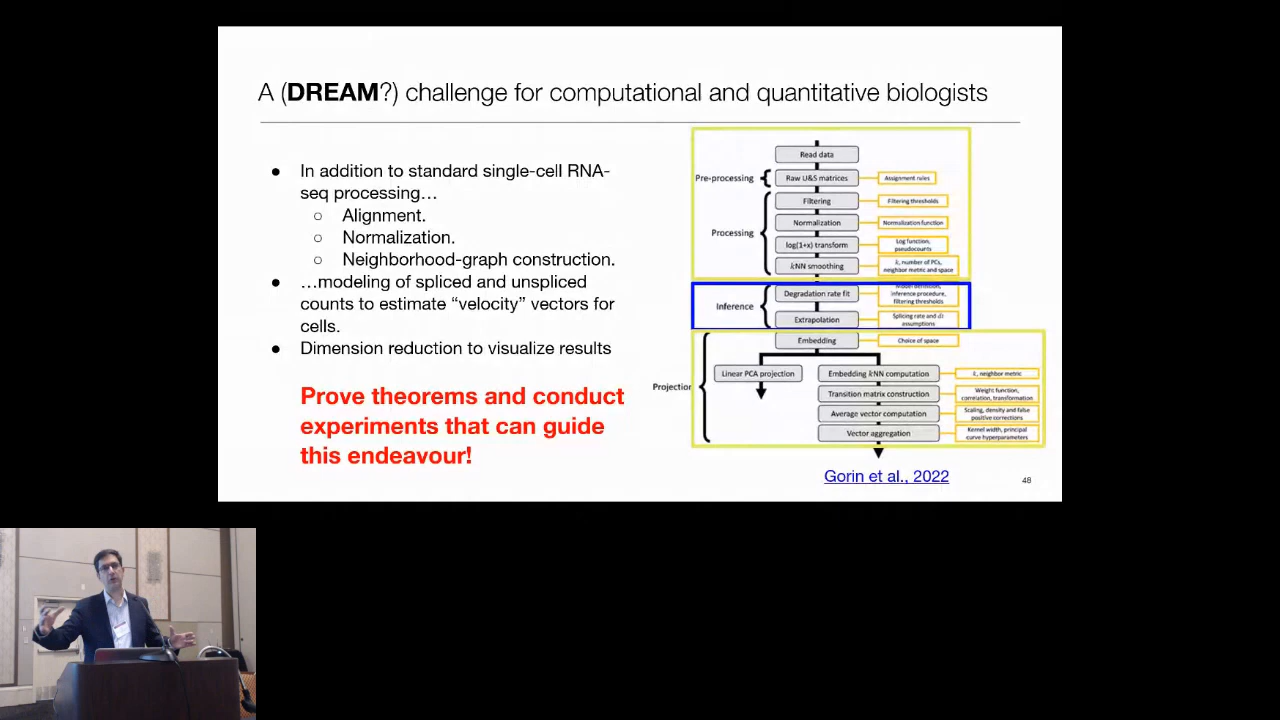 A (DREAM?) challenge for computational and quantitative biologists
● In addition to standard single-cell RNA-
seq processing…
○ Alignment.
○ Normalization.
○ Neighborhood-graph construction.
● …modeling of spliced and unspliced
counts to estimate “velocity” vectors for
cells.
● Dimension reduction to visualize results
Prove theorems and conduct
experiments that can guide
this endeavour!
Read data
Pre-processing
Raw U&S matrices
Assignment rules
Processing
Filtering
Filtering thresholds
Normalization
Normalization function
log(1+x) transform
Log function,
pseudocounts
kNN smoothing
k, number of PCs,
neighbor metric and space
Inference
Degradation rate fit
Model definition,
inference procedure,
filtering thresholds
Extrapolation
Splicing rate and dt
assumptions
Projection
Embedding
Choice of space
Linear PCA projection
Embedding kNN computation
k, neighbor metric
Transition matrix construction
Weight function,
correlation, transformation
Average vector computation
Scaling, density and false
positive corrections
Vector aggregation
Kernel width, principal
curve hyperparameters
Gorin et al., 2022
48